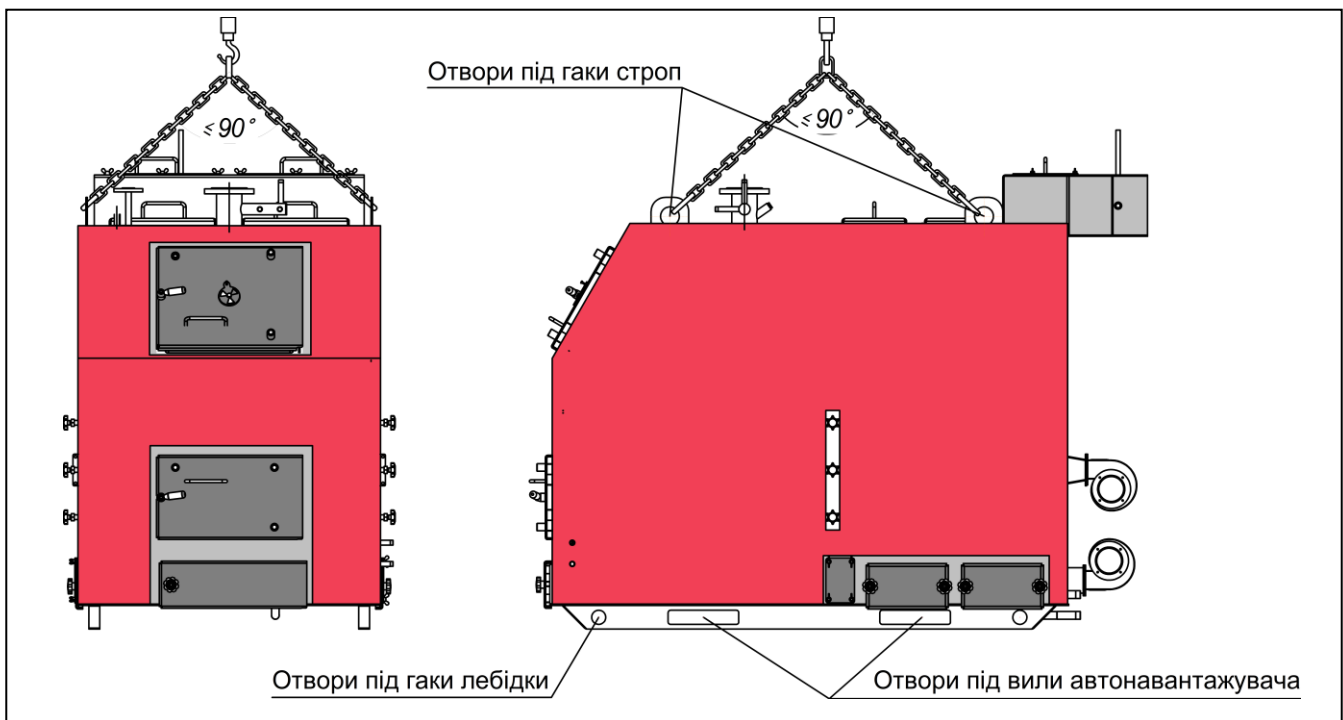 Отвори під гаки строп
≤ 90°
≤ 90°
Отвори під гаки лебідки
Отвори під вили автонавантажувача